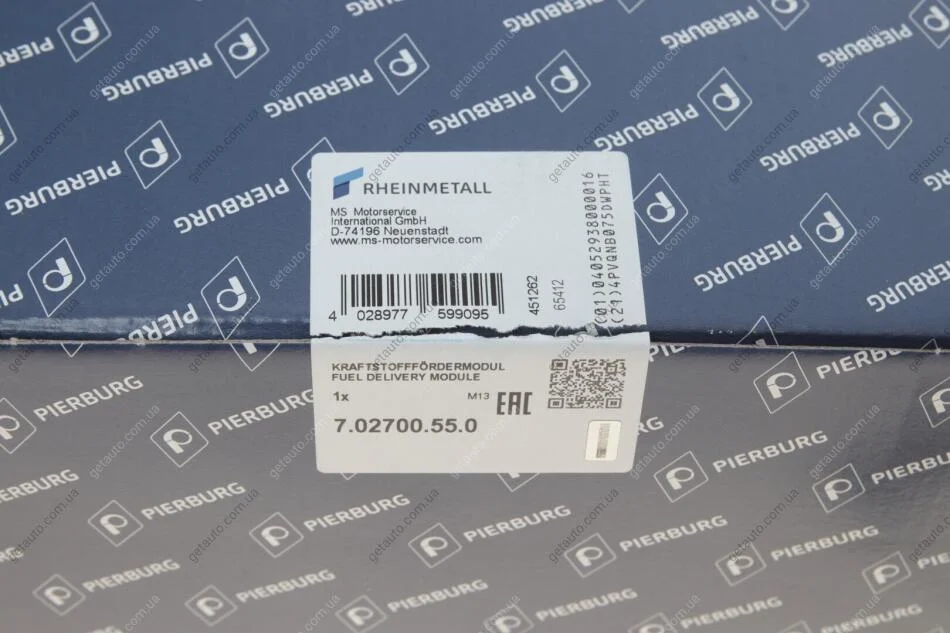 PIERBURG
RHEINMETALL
MS Motorservice
International GmbH
D-74196 Neuenstadt
www.ms-motorservice.com
4 028977 599095
451262
65412
(01)04052938000016
(21)4PVQNB075DWPHT
KRAFTSTOFFFÖRDERMODUL
FUEL DELIVERY MODULE
1x
M13 EAC
7.02700.55.0
PIERBURG
getauto.com.ua